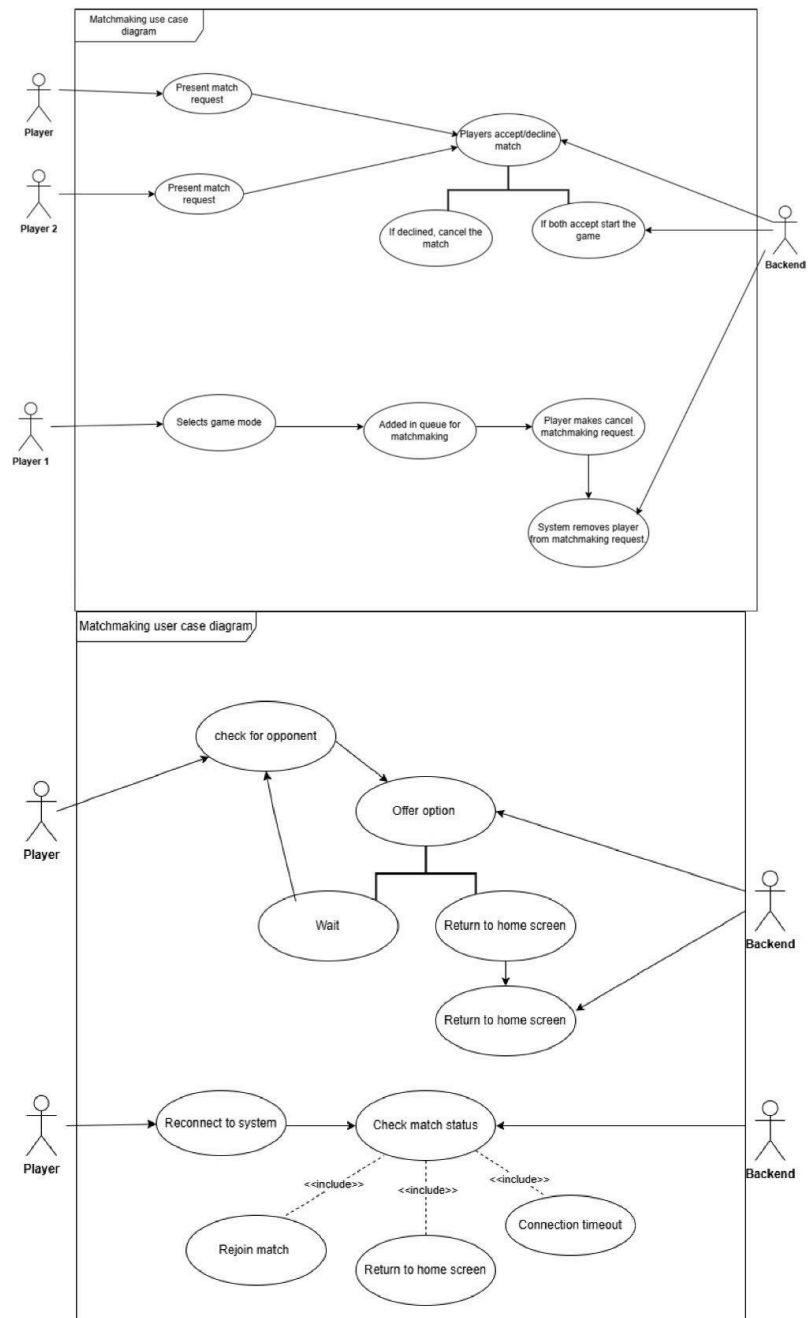 Matchmaking use case
diagram
Present match
request
Player
Players accept/decline
match
Present match
request
Player 2
If declined, cancel the
match
If both accept start the
game
Backend
Selects game mode
Added in queue for
matchmaking
Player makes cancel
matchmaking request.
Player 1
System removes player
from matchmaking request.
Matchmaking user case diagram
check for opponent
Offer option
Player
Wait
Return to home screen
Backend
Return to home screen
Reconnect to system
Check match status
Player
Backend
<<include>>
<<include>>
<<include>>
Rejoin match
Return to home screen
Connection timeout